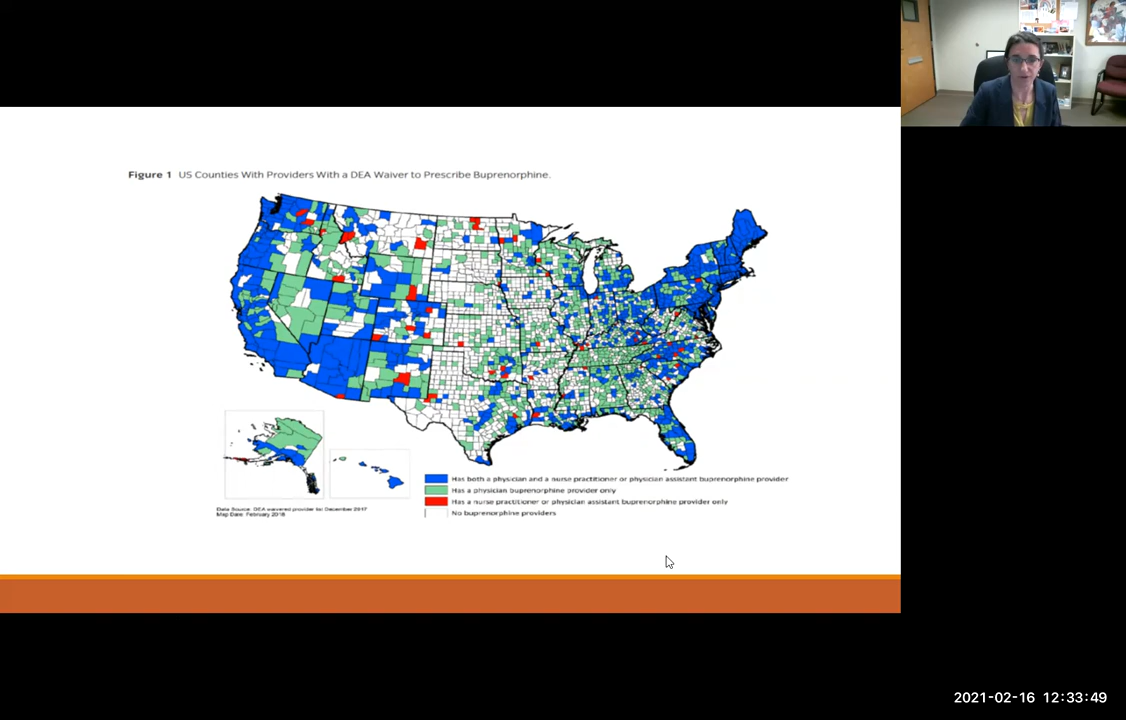 Figure 1 US Counties With Providers With a DEA Waiver to Prescribe Buprenorphine.
Has both a physician and a nurse practitioner or physician assistant buprenorphine provider
Has a physician buprenorphine provider only
Has a nurse practitioner or physician assistant buprenorphine provider only
No buprenorphine providers
Data Source: DEA waivered provider list December 2017
Map Date: February 2018
2021-02-16 12:33:49